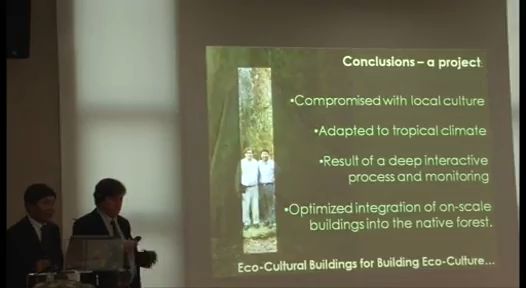 Conclusions – a project:
•Compromised with local culture
•Adapted to tropical climate
•Result of a deep interactive
process and monitoring
•Optimized integration of on-scale
buildings into the native forest.
Eco-Cultural Buildings for Building Eco-Culture...